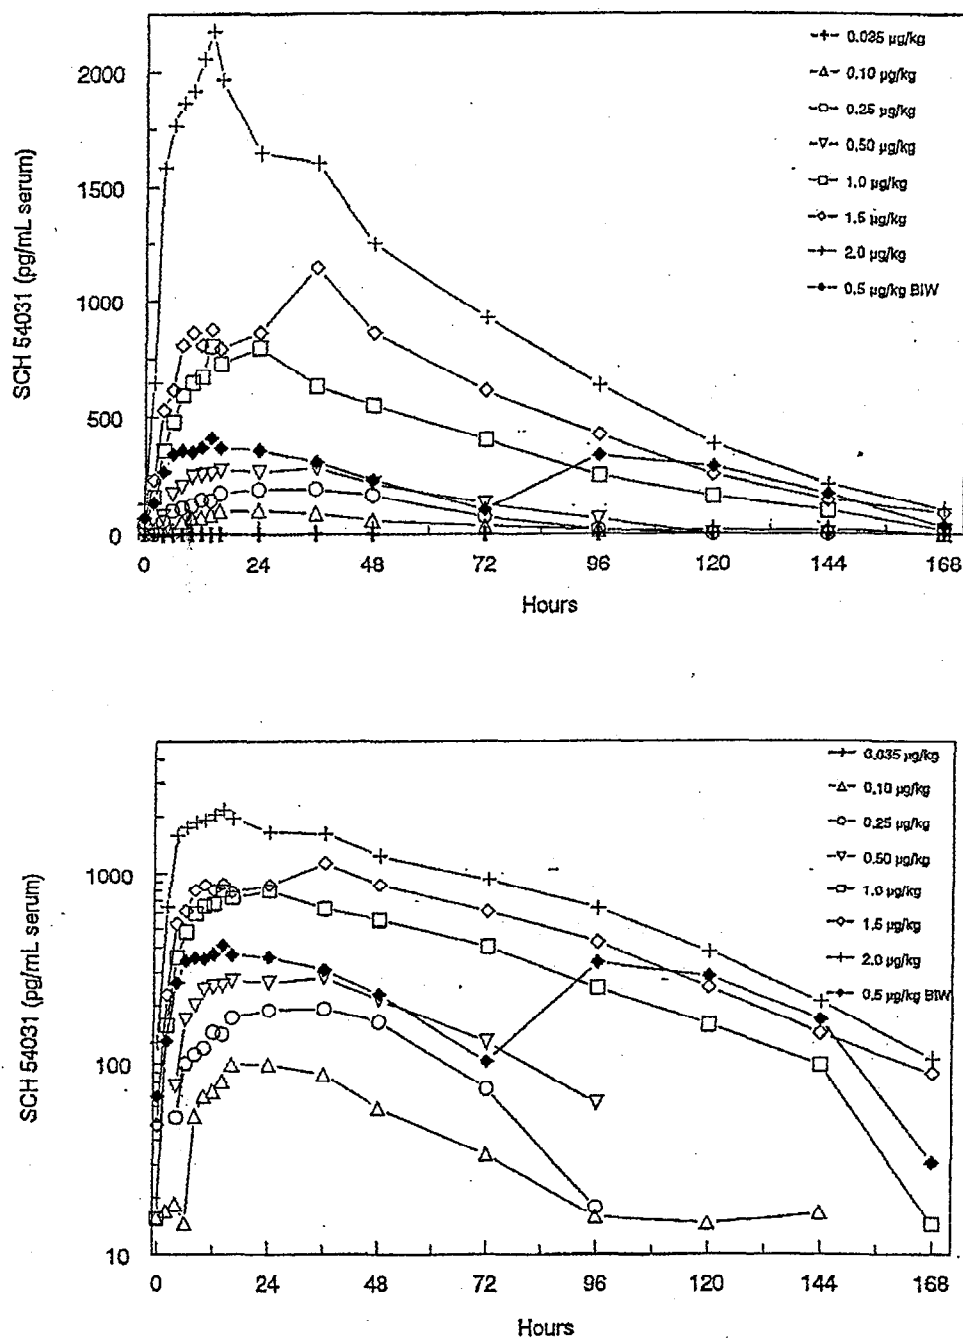 SCH 54031 (pg/mL serum)
2000
1500
1000
500
0
0 24 48 72 96 120 144 168
Hours
0.035 µg/kg
0.10 µg/kg
0.25 µg/kg
0.50 µg/kg
1.0 µg/kg
1.5 µg/kg
2.0 µg/kg
0.5 µg/kg BIW
SCH 54031 (pg/mL serum)
1000
100
10
0 24 48 72 96 120 144 168
Hours
0.035 µg/kg
0.10 µg/kg
0.25 µg/kg
0.50 µg/kg
1.0 µg/kg
1.5 µg/kg
2.0 µg/kg
0.5 µg/kg BIW